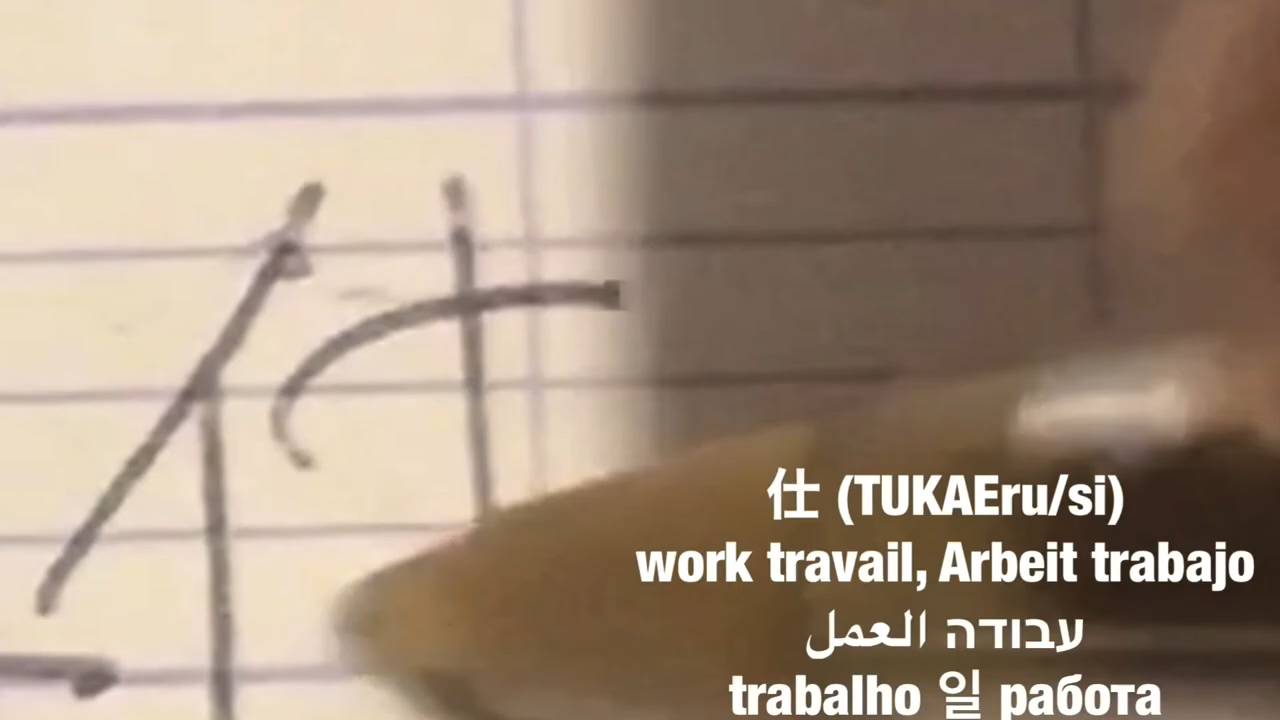 仕 (TUKAEru/si)
work travail, Arbeit trabajo
עבודה العمل
trabalho 일 работа